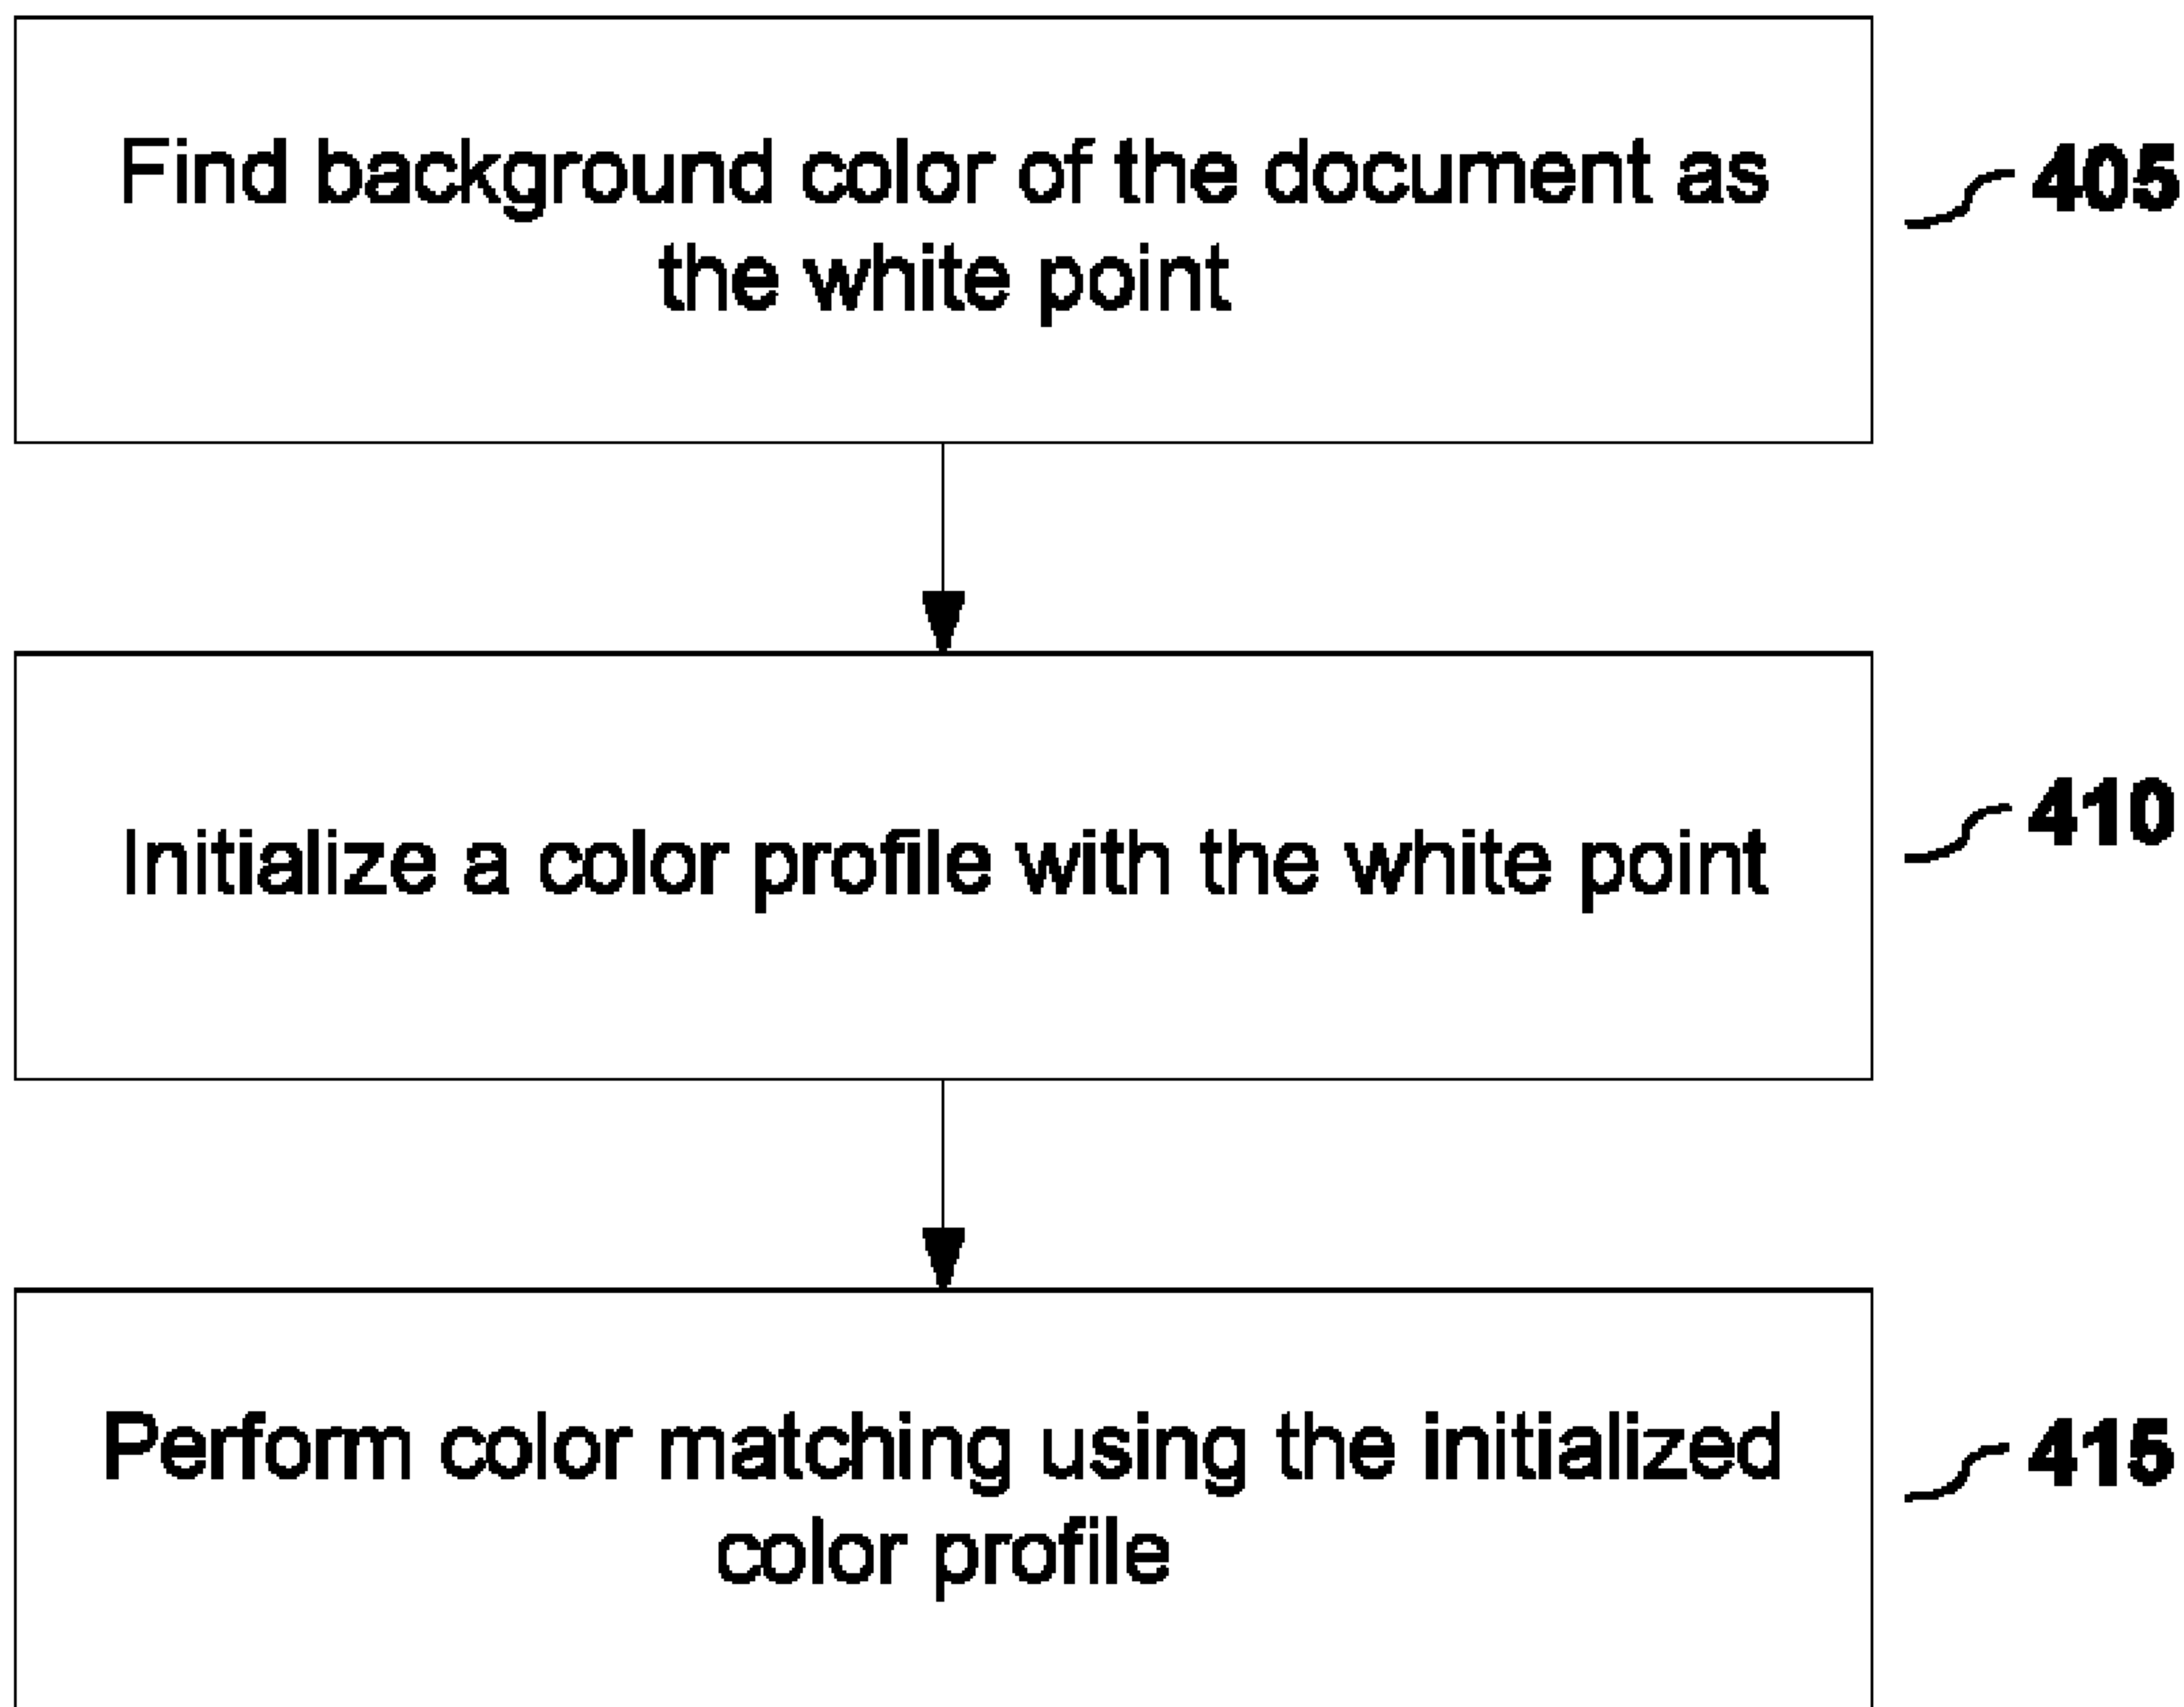 Find background color of the document as
the white point
405
Initialize a color profile with the white point
410
Perform color matching using the initialized
color profile
415